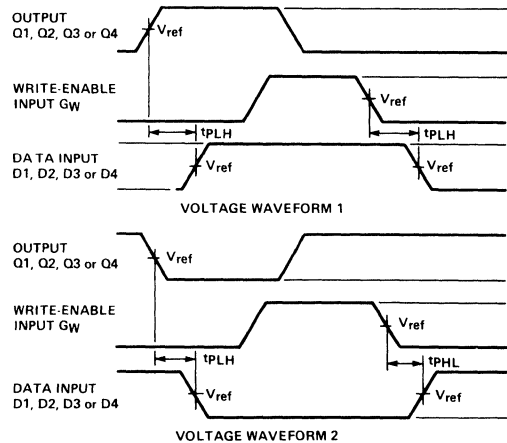 OUTPUT
Q1, Q2, Q3 or Q4
Vref
WRITE-ENABLE
INPUT GW
Vref
tPLH
tPLH
DATA INPUT
D1, D2, D3 or D4
Vref
Vref
VOLTAGE WAVEFORM 1
OUTPUT
Q1, Q2, Q3 or Q4
Vref
WRITE-ENABLE
INPUT GW
Vref
tPLH
tPHL
DATA INPUT
D1, D2, D3 or D4
Vref
Vref
VOLTAGE WAVEFORM 2